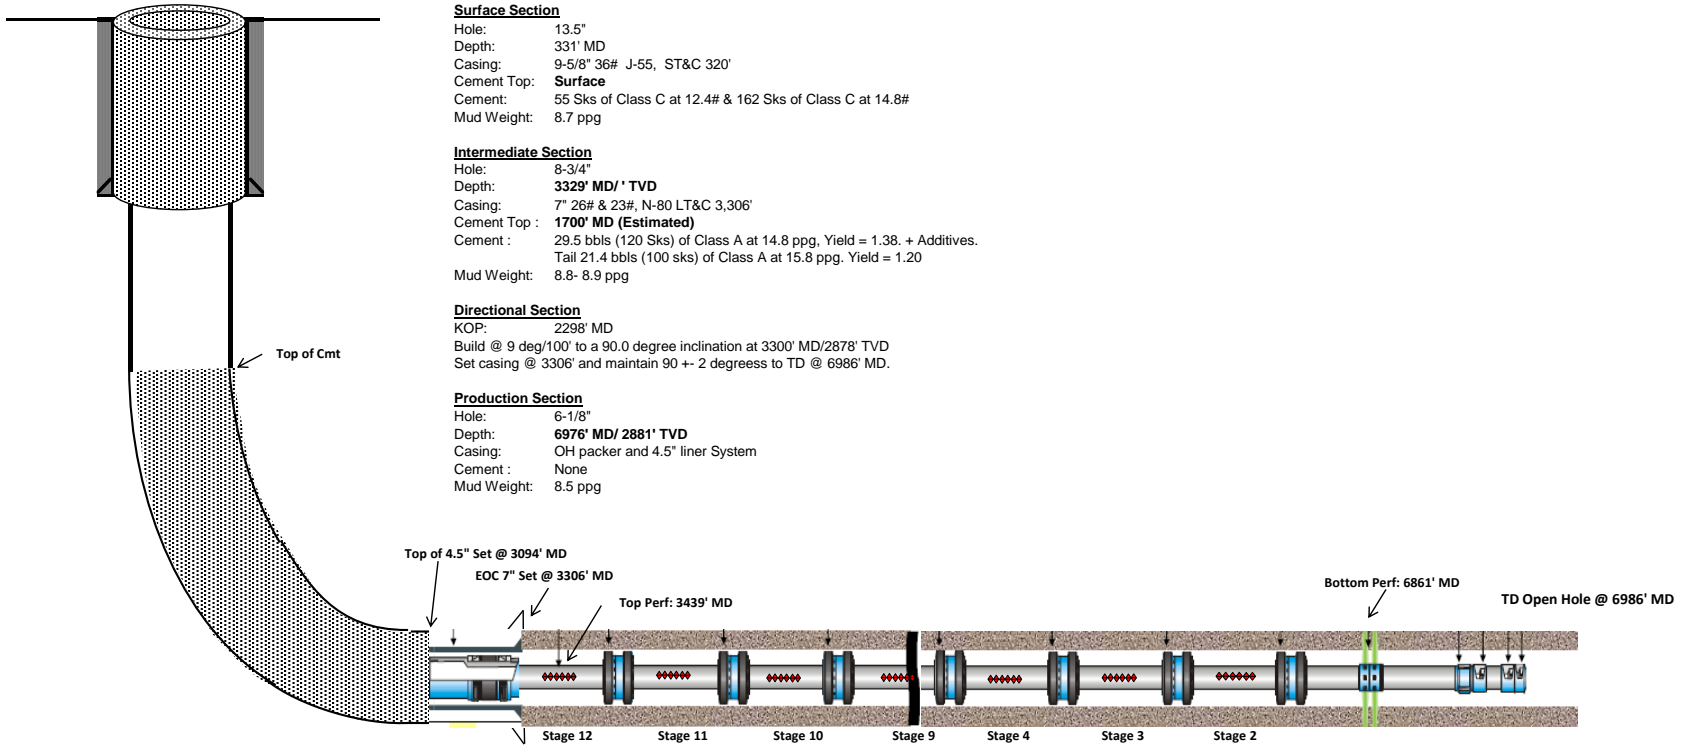 Surface Section
Hole: 13.5"
Depth: 331' MD
Casing: 9-5/8" 36# J-55, ST&C 320'
Cement Top: Surface
Cement: 55 Sks of Class C at 12.4# & 162 Sks of Class C at 14.8#
Mud Weight: 8.7 ppg
Intermediate Section
Hole: 8-3/4"
Depth: 3329' MD/ ' TVD
Casing: 7" 26# & 23#, N-80 LT&C 3,306'
Cement Top : 1700' MD (Estimated)
Cement : 29.5 bbls (120 Sks) of Class A at 14.8 ppg, Yield = 1.38. + Additives.
Tail 21.4 bbls (100 sks) of Class A at 15.8 ppg. Yield = 1.20
Mud Weight: 8.8- 8.9 ppg
Directional Section
KOP: 2298' MD
Build @ 9 deg/100' to a 90.0 degree inclination at 3300' MD/2878' TVD
Set casing @ 3306' and maintain 90 +- 2 degreess to TD @ 6986' MD.
Top of Cmt
Production Section
Hole: 6-1/8"
Depth: 6976' MD/ 2881' TVD
Casing: OH packer and 4.5" liner System
Cement : None
Mud Weight: 8.5 ppg
Top of 4.5" Set @ 3094' MD
EOC 7" Set @ 3306' MD
Top Perf: 3439' MD
Bottom Perf: 6861' MD
TD Open Hole @ 6986' MD
Stage 12 Stage 11 Stage 10 Stage 9 Stage 4 Stage 3 Stage 2